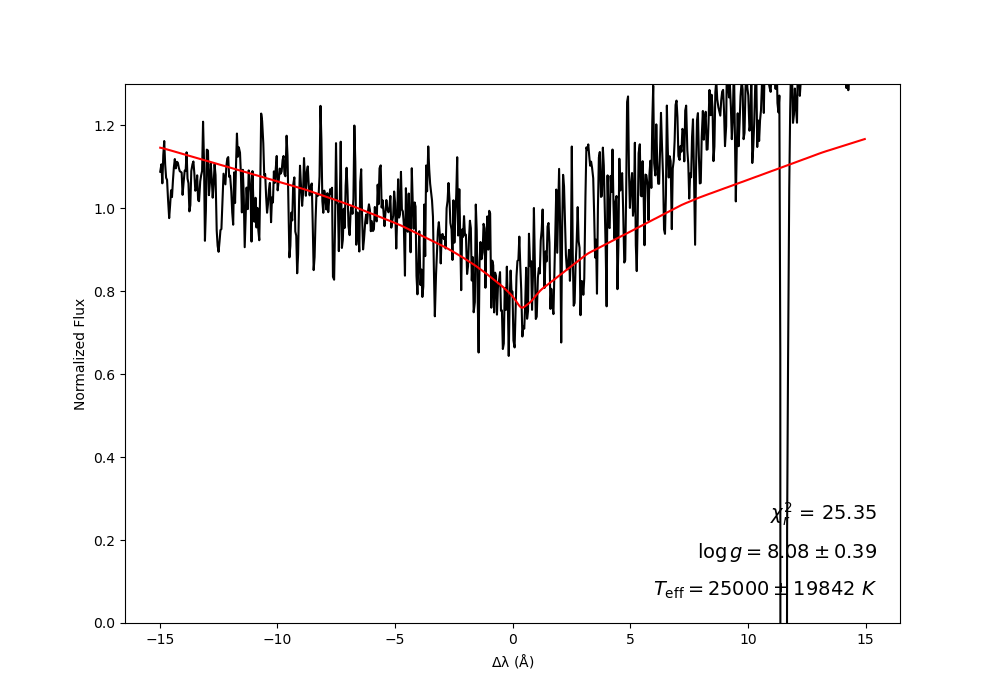 1.2
1.0
0.8
0.6
0.4
0.2
0.0
Normalized Flux
χ²ᵣ = 25.35
log g = 8.08 ± 0.39
T_eff = 25000 ± 19842 K
−15 −10 −5 0 5 10 15
Δλ (Å)